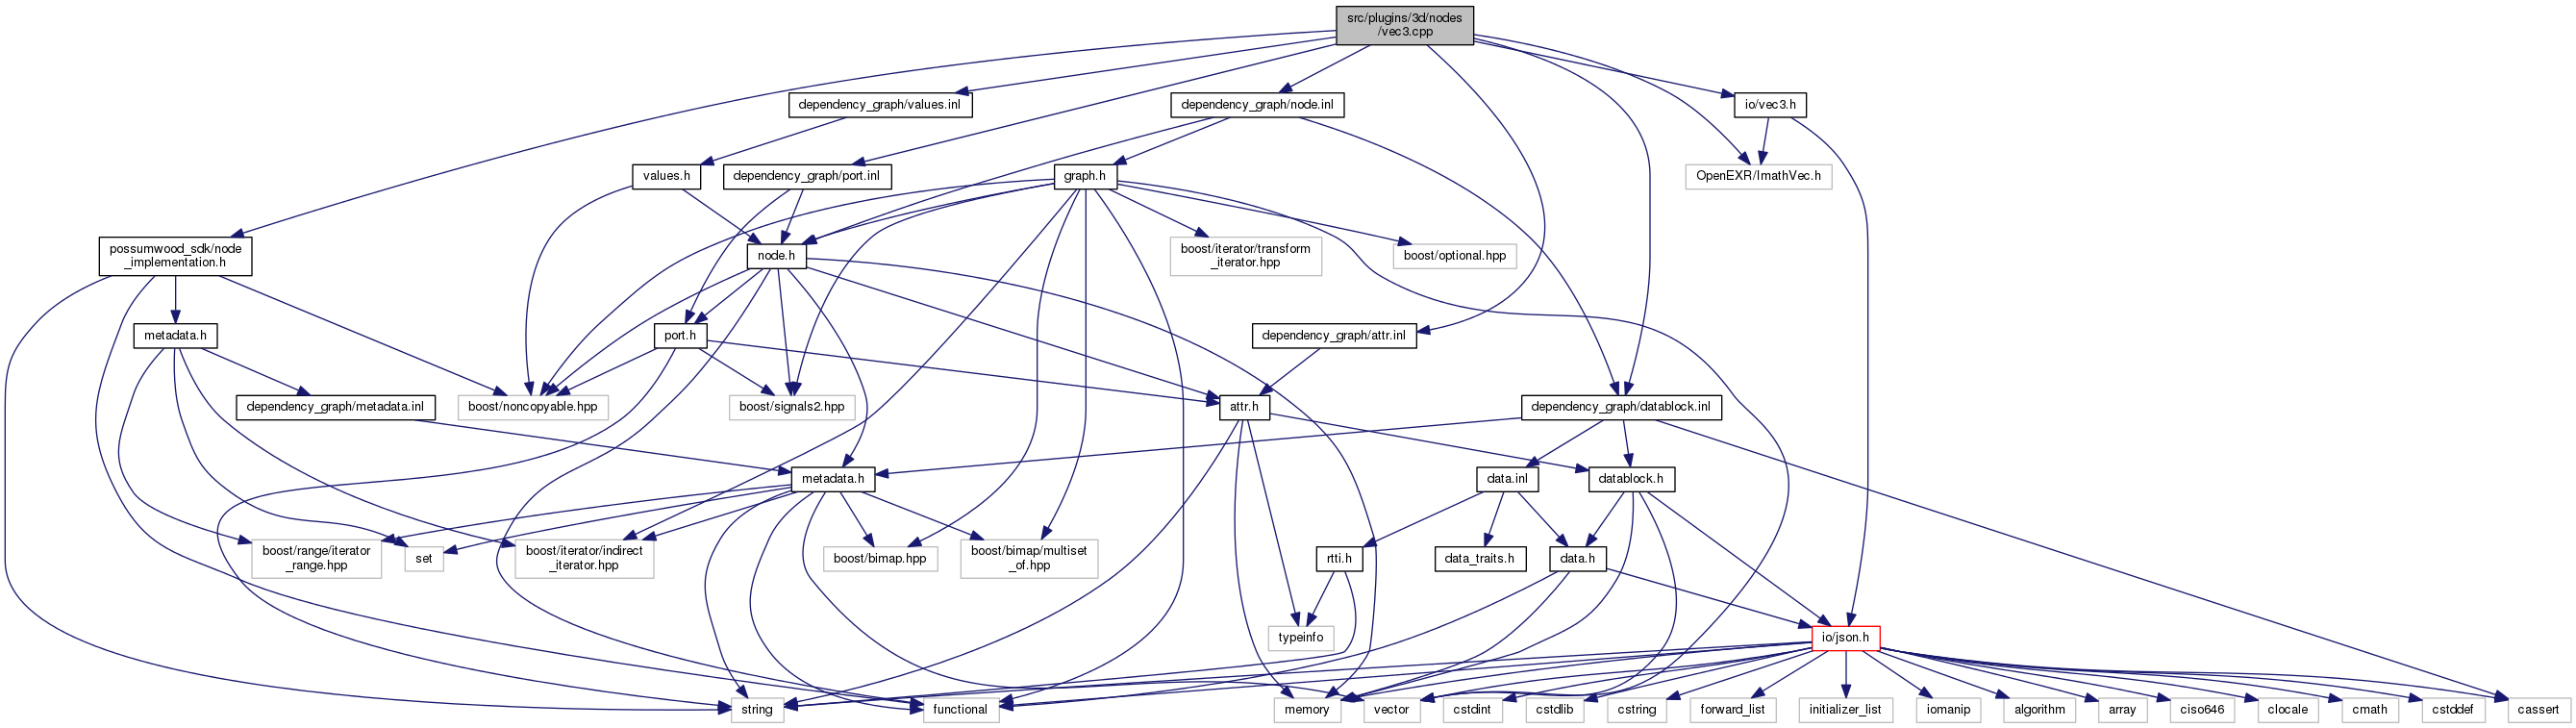 src/plugins/3d/nodes
/vec3.cpp
dependency_graph/values.inl
dependency_graph/node.inl
io/vec3.h
values.h
dependency_graph/port.inl
graph.h
OpenEXR/ImathVec.h
possumwood_sdk/node
_implementation.h
node.h
boost/iterator/transform
_iterator.hpp
boost/optional.hpp
metadata.h
port.h
dependency_graph/attr.inl
dependency_graph/metadata.inl
boost/noncopyable.hpp
boost/signals2.hpp
attr.h
dependency_graph/datablock.inl
metadata.h
data.inl
datablock.h
boost/range/iterator
_range.hpp
set
boost/iterator/indirect
_iterator.hpp
boost/bimap.hpp
boost/bimap/multiset
_of.hpp
rtti.h
data_traits.h
data.h
typeinfo
io/json.h
string
functional
memory
vector
cstdint
cstdlib
cstring
forward_list
initializer_list
iomanip
algorithm
array
ciso646
clocale
cmath
cstddef
cassert